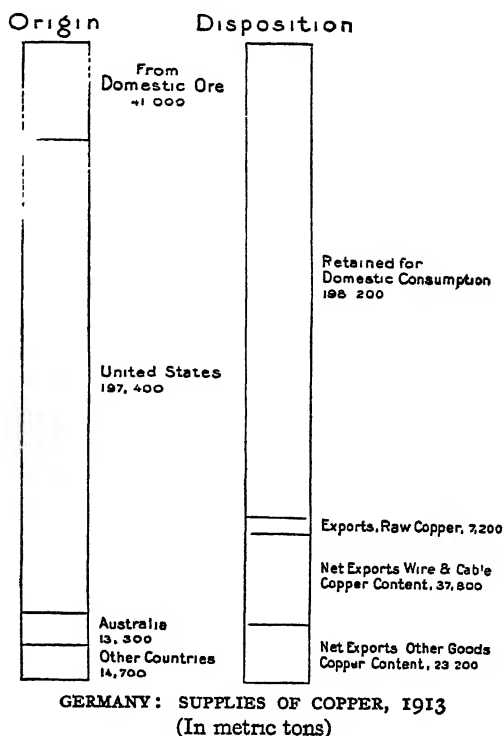 Origin
Disposition
From
Domestic Ore
41 000
United States
197,400
Australia
13,300
Other Countries
14,700
Retained for
Domestic Consumption
198 200
Exports, Raw Copper, 7,200
Net Exports Wire & Cable
Copper Content, 37,800
Net Exports Other Goods
Copper Content, 23 200
GERMANY: SUPPLIES OF COPPER, 1913
(In metric tons)